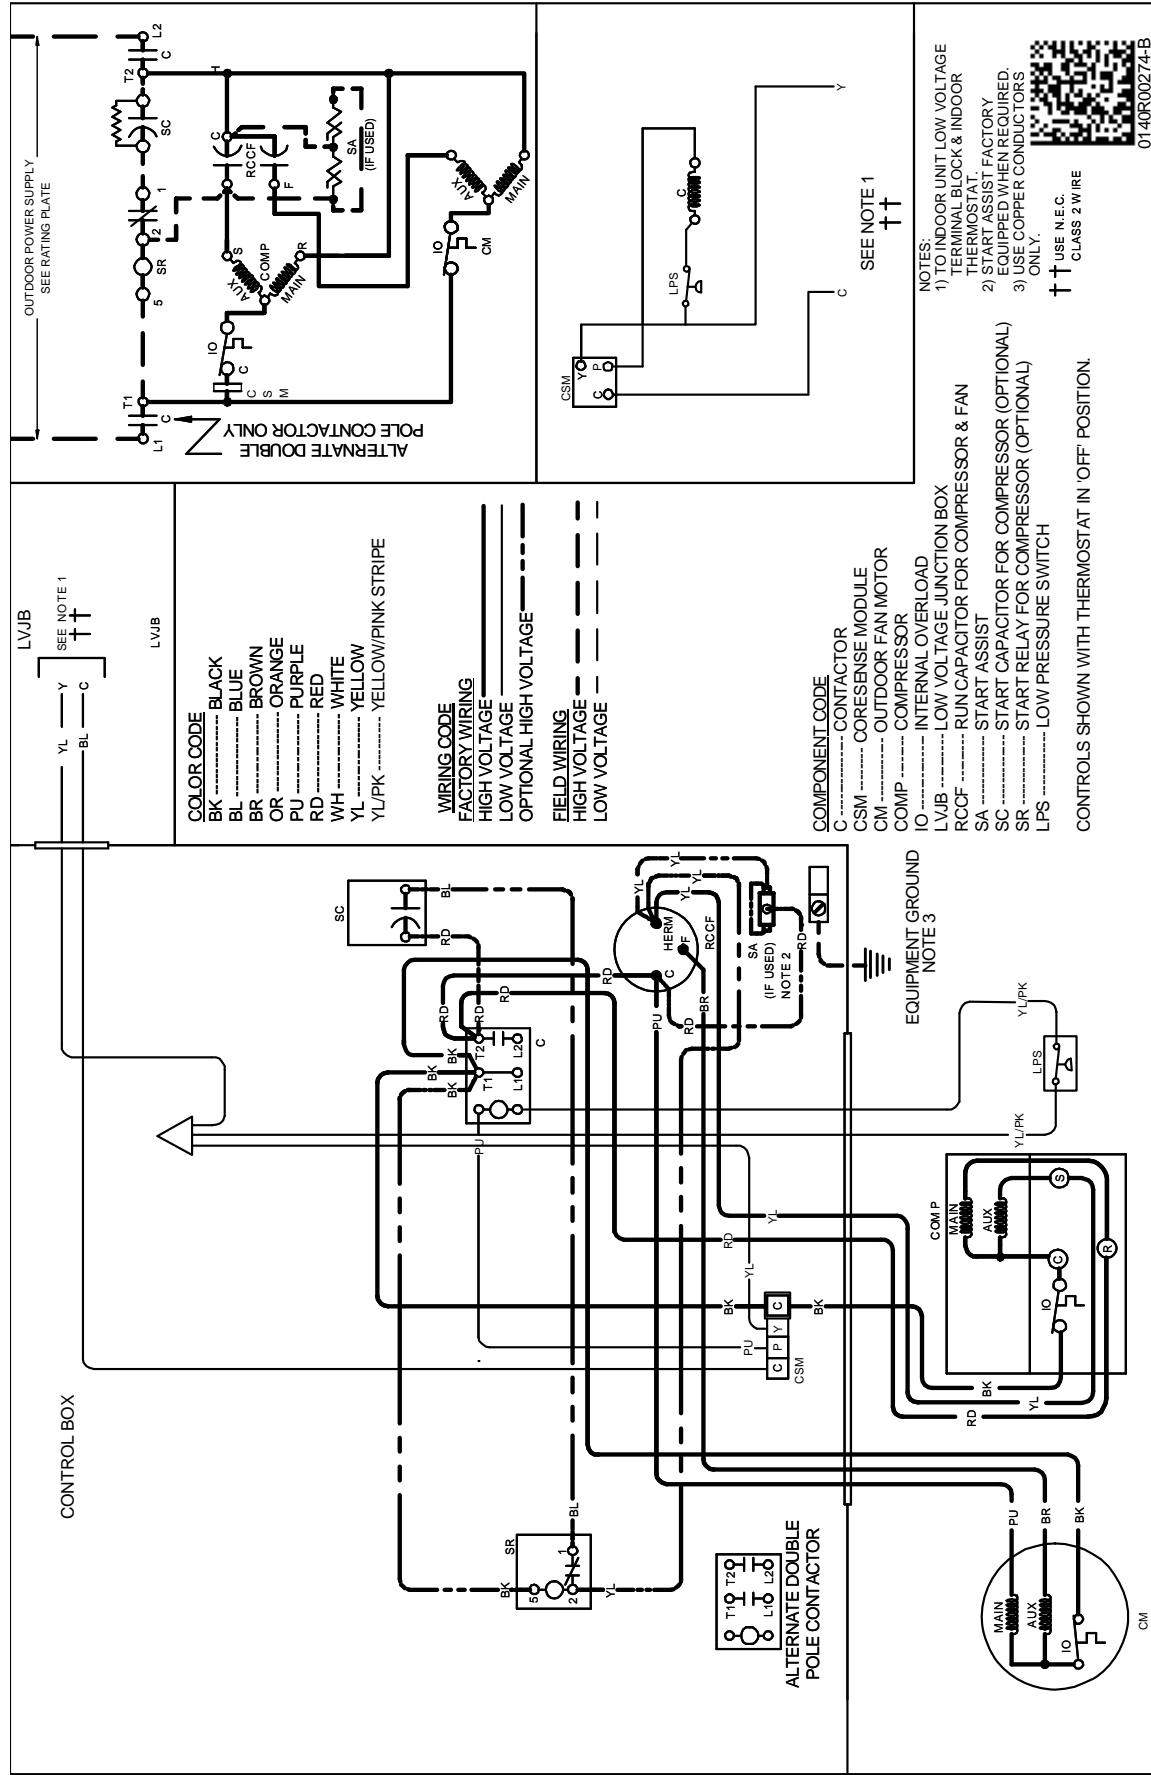 CONTROL BOX
YL
BL
Y
C
LVJB
SEE NOTE 1
††
LVJB
SC
RD
BL
BK
BK
BK
RD
RD
RD
RD
T2
L2
T1
L1
C
PU
SR
5
2
1
BK
BL
YL
HERM
F
C
RCCF
YL
YL
YL
YL
RD
PU
RD
BR
SA
(IF USED)
NOTE 2
RD
EQUIPMENT GROUND
NOTE 3
YL
RD
BK
YL
PU
C
P
Y
C
CSM
BK
YL/PK
YL/PK
LPS
ALTERNATE DOUBLE
POLE CONTACTOR
T1
T2
L1
L2
COMP
MAIN
AUX
S
C
R
IO
BK
YL
RD
MAIN
AUX
IO
PU
BR
BK
CM
COLOR CODE
BK ---------- BLACK
BL ---------- BLUE
BR ---------- BROWN
OR ---------- ORANGE
PU ---------- PURPLE
RD ---------- RED
WH ---------- WHITE
YL ---------- YELLOW
YL/PK ---------- YELLOW/PINK STRIPE
WIRING CODE
FACTORY WIRING
HIGH VOLTAGE
LOW VOLTAGE
OPTIONAL HIGH VOLTAGE
FIELD WIRING
HIGH VOLTAGE
LOW VOLTAGE
COMPONENT CODE
C ---------- CONTACTOR
CSM ---------- CORESENSE MODULE
CM ---------- OUTDOOR FAN MOTOR
COMP ---------- COMPRESSOR
IO ---------- INTERNAL OVERLOAD
LVJB ---------- LOW VOLTAGE JUNCTION BOX
RCCF ---------- RUN CAPACITOR FOR COMPRESSOR & FAN
SA ---------- START ASSIST
SC ---------- START CAPACITOR FOR COMPRESSOR (OPTIONAL)
SR ---------- START RELAY FOR COMPRESSOR (OPTIONAL)
LPS ---------- LOW PRESSURE SWITCH
CONTROLS SHOWN WITH THERMOSTAT IN 'OFF' POSITION.
OUTDOOR POWER SUPPLY
SEE RATING PLATE
L1
C
T1
5
SR
2
1
SC
T2
C
L2
ALTERNATE DOUBLE
POLE CONTACTOR ONLY
C
S
M
C
IO
AUX
COMP
MAIN
S
R
C
RCCF
F
H
SA
(IF USED)
IO
CM
AUX
MAIN
CSM
Y
C
P
LPS
C
C
Y
SEE NOTE 1
††
NOTES:
1) TO INDOOR UNIT LOW VOLTAGE
TERMINAL BLOCK & INDOOR
THERMOSTAT.
2) START ASSIST FACTORY
EQUIPPED WHEN REQUIRED.
3) USE COPPER CONDUCTORS
ONLY.
†† USE N.E.C.
CLASS 2 WIRE
0140R00274-B